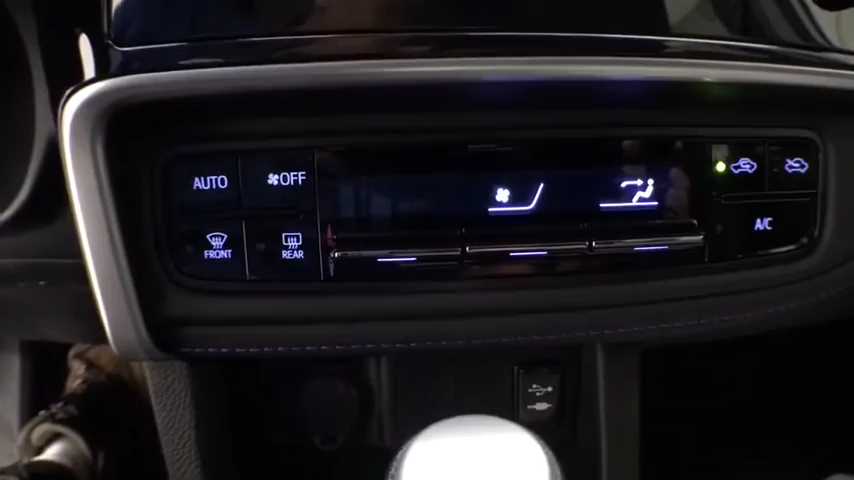 AUTO
OFF
FRONT
REAR
A/C